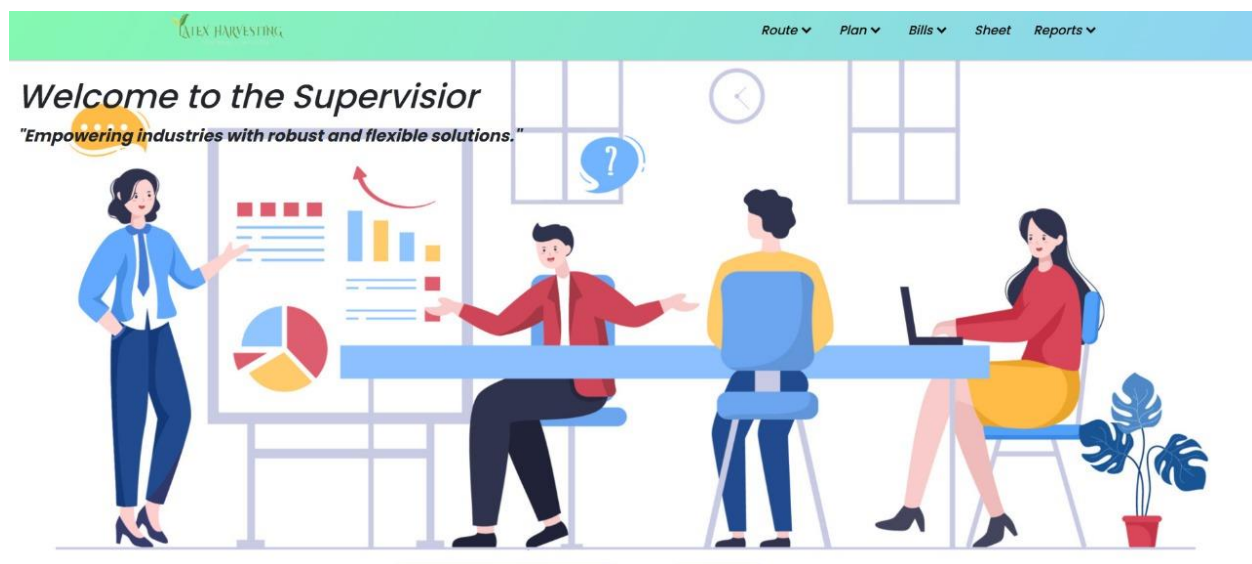 LATEX HARVESTING
Route Plan Bills Sheet Reports
Welcome to the Supervisior
"Empowering industries with robust and flexible solutions."
?